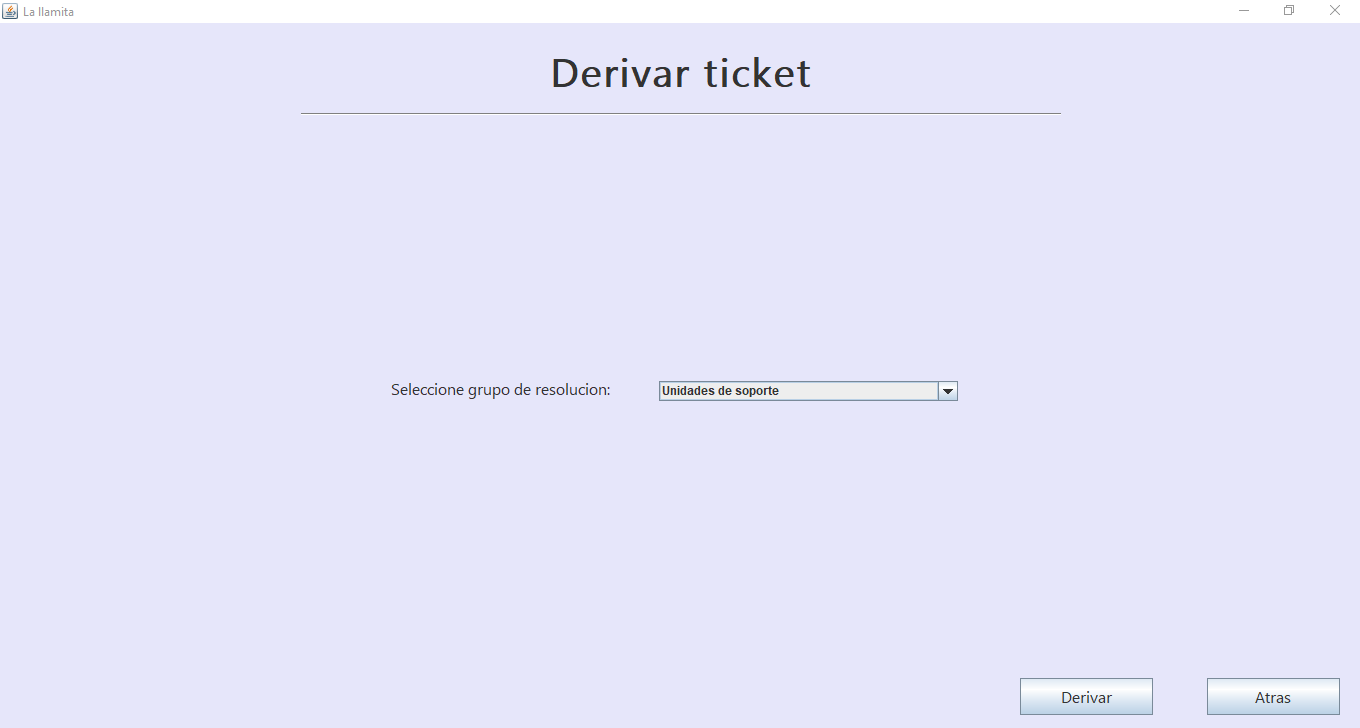 La llamita
Derivar ticket
Seleccione grupo de resolucion:
Unidades de soporte
Derivar
Atras